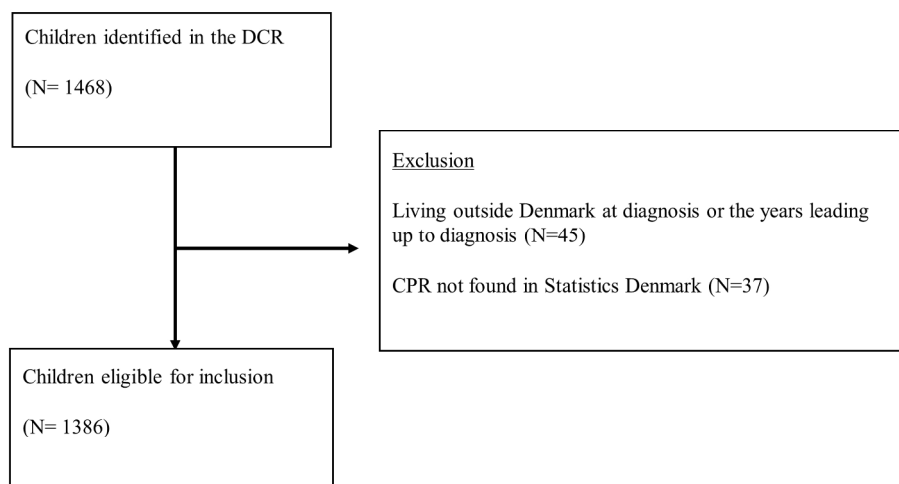 Children identified in the DCR
(N= 1468)
Exclusion
Living outside Denmark at diagnosis or the years leading
up to diagnosis (N=45)
CPR not found in Statistics Denmark (N=37)
Children eligible for inclusion
(N= 1386)